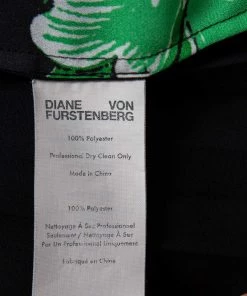 DIANE VON
FURSTENBERG
100% Polyester
Professional Dry Clean Only
Made in China
100% Polyester
Nettoyage À Sec Professionnel
Seulement / Nettoyage À Sec
Par Un Professionnel Uniquement
Fabriqué en Chine